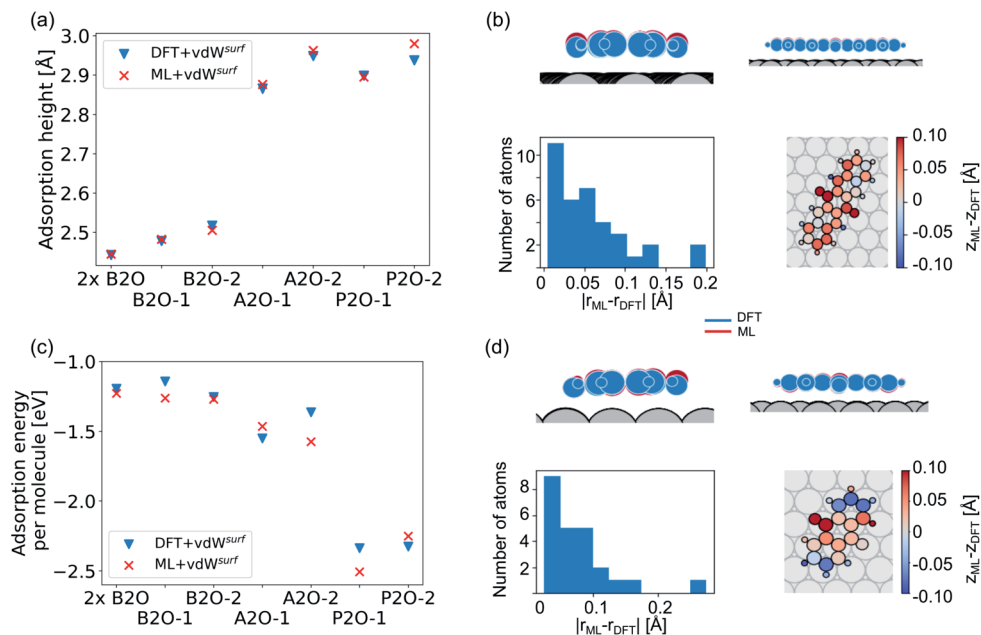 (a)
Adsorption height [Å]
3.0
2.9
2.8
2.7
2.6
2.5
DFT+vdW^surf
ML+vdW^surf
2x B2O
B2O-1
B2O-2
A2O-1
A2O-2
P2O-1
P2O-2
(b)
Number of atoms
10
8
6
4
2
0
0.05
0.1
0.15
0.2
|r_ML-r_DFT| [Å]
0.10
0.05
0
-0.05
-0.10
z_ML-z_DFT [Å]
DFT
ML
(c)
Adsorption energy
per molecule [eV]
−1.0
−1.5
−2.0
−2.5
DFT+vdW^surf
ML+vdW^surf
2x B2O
B2O-1
B2O-2
A2O-1
A2O-2
P2O-1
P2O-2
(d)
Number of atoms
8
6
4
2
0
0.1
0.2
|r_ML-r_DFT| [Å]
0.10
0.05
0
-0.05
-0.10
z_ML-z_DFT [Å]